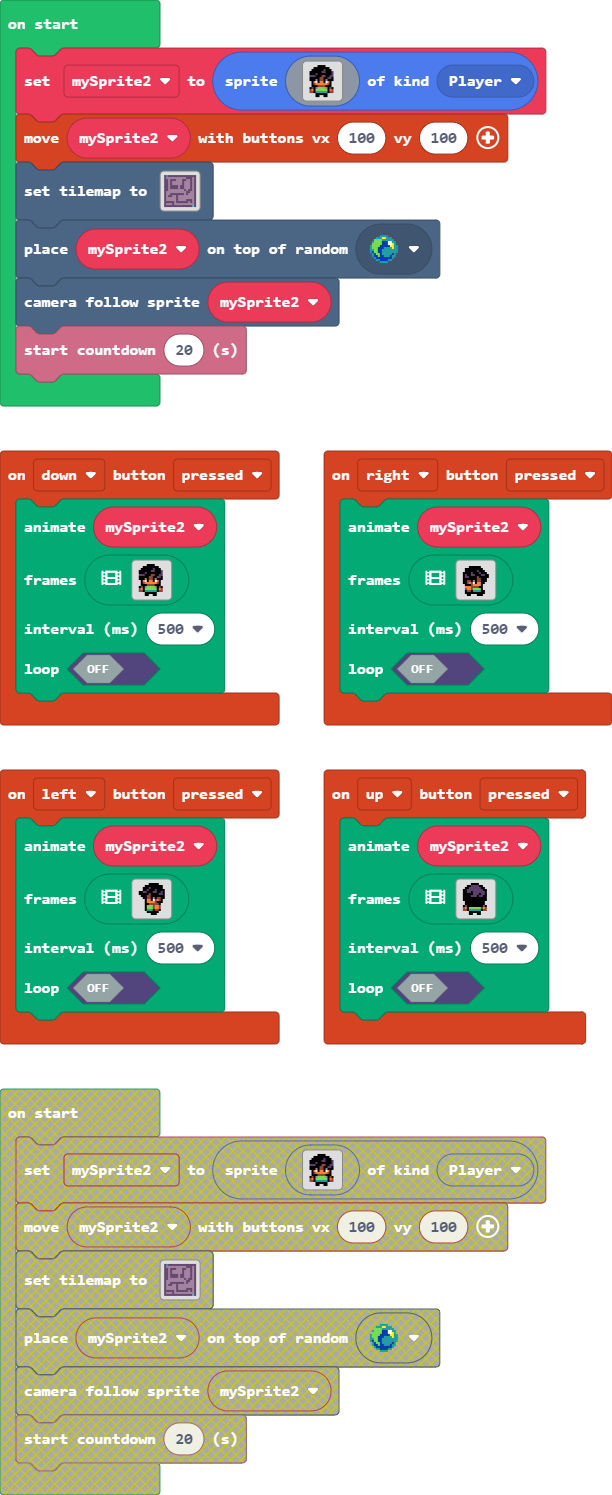 on start
set mySprite2 to sprite of kind Player
move mySprite2 with buttons vx 100 vy 100
set tilemap to
place mySprite2 on top of random
camera follow sprite mySprite2
start countdown 20 (s)
on down button pressed
animate mySprite2
frames
interval (ms) 500
loop OFF
on right button pressed
animate mySprite2
frames
interval (ms) 500
loop OFF
on left button pressed
animate mySprite2
frames
interval (ms) 500
loop OFF
on up button pressed
animate mySprite2
frames
interval (ms) 500
loop OFF
on start
set mySprite2 to sprite of kind Player
move mySprite2 with buttons vx 100 vy 100
set tilemap to
place mySprite2 on top of random
camera follow sprite mySprite2
start countdown 20 (s)